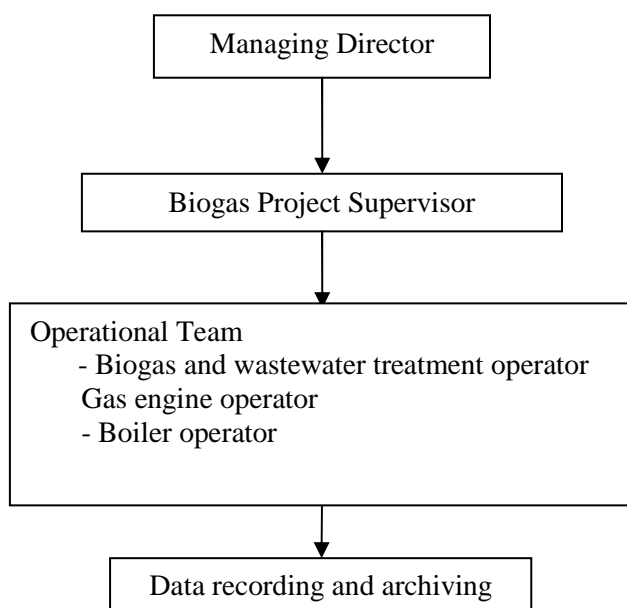 Managing Director
Biogas Project Supervisor
Operational Team
- Biogas and wastewater treatment operator
Gas engine operator
- Boiler operator
Data recording and archiving